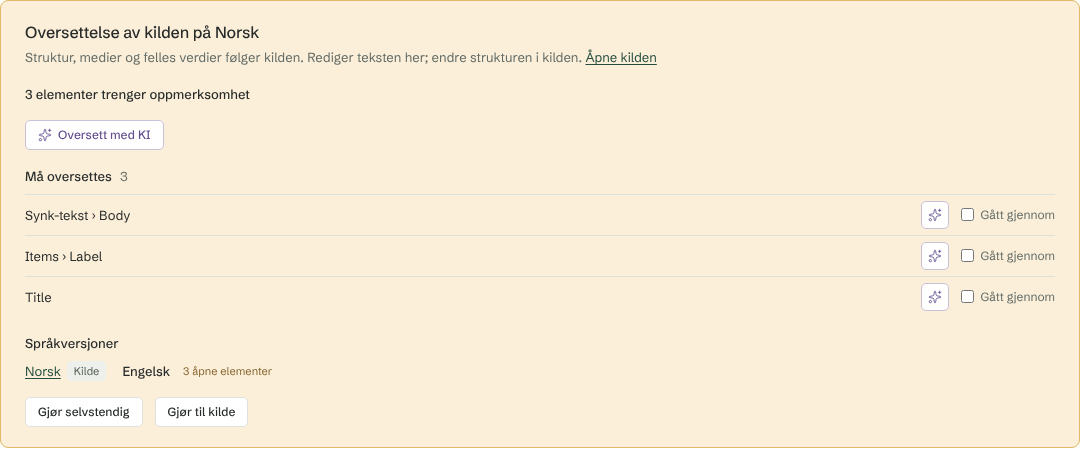 Oversettelse av kilden på Norsk
Struktur, medier og felles verdier følger kilden. Rediger teksten her; endre strukturen i kilden. Åpne kilden
3 elementer trenger oppmerksomhet
Oversett med KI
Må oversettes 3
Synk-tekst › Body Gått gjennom
Items › Label Gått gjennom
Title Gått gjennom
Språkversjoner
Norsk Kilde Engelsk 3 åpne elementer
Gjør selvstendig Gjør til kilde